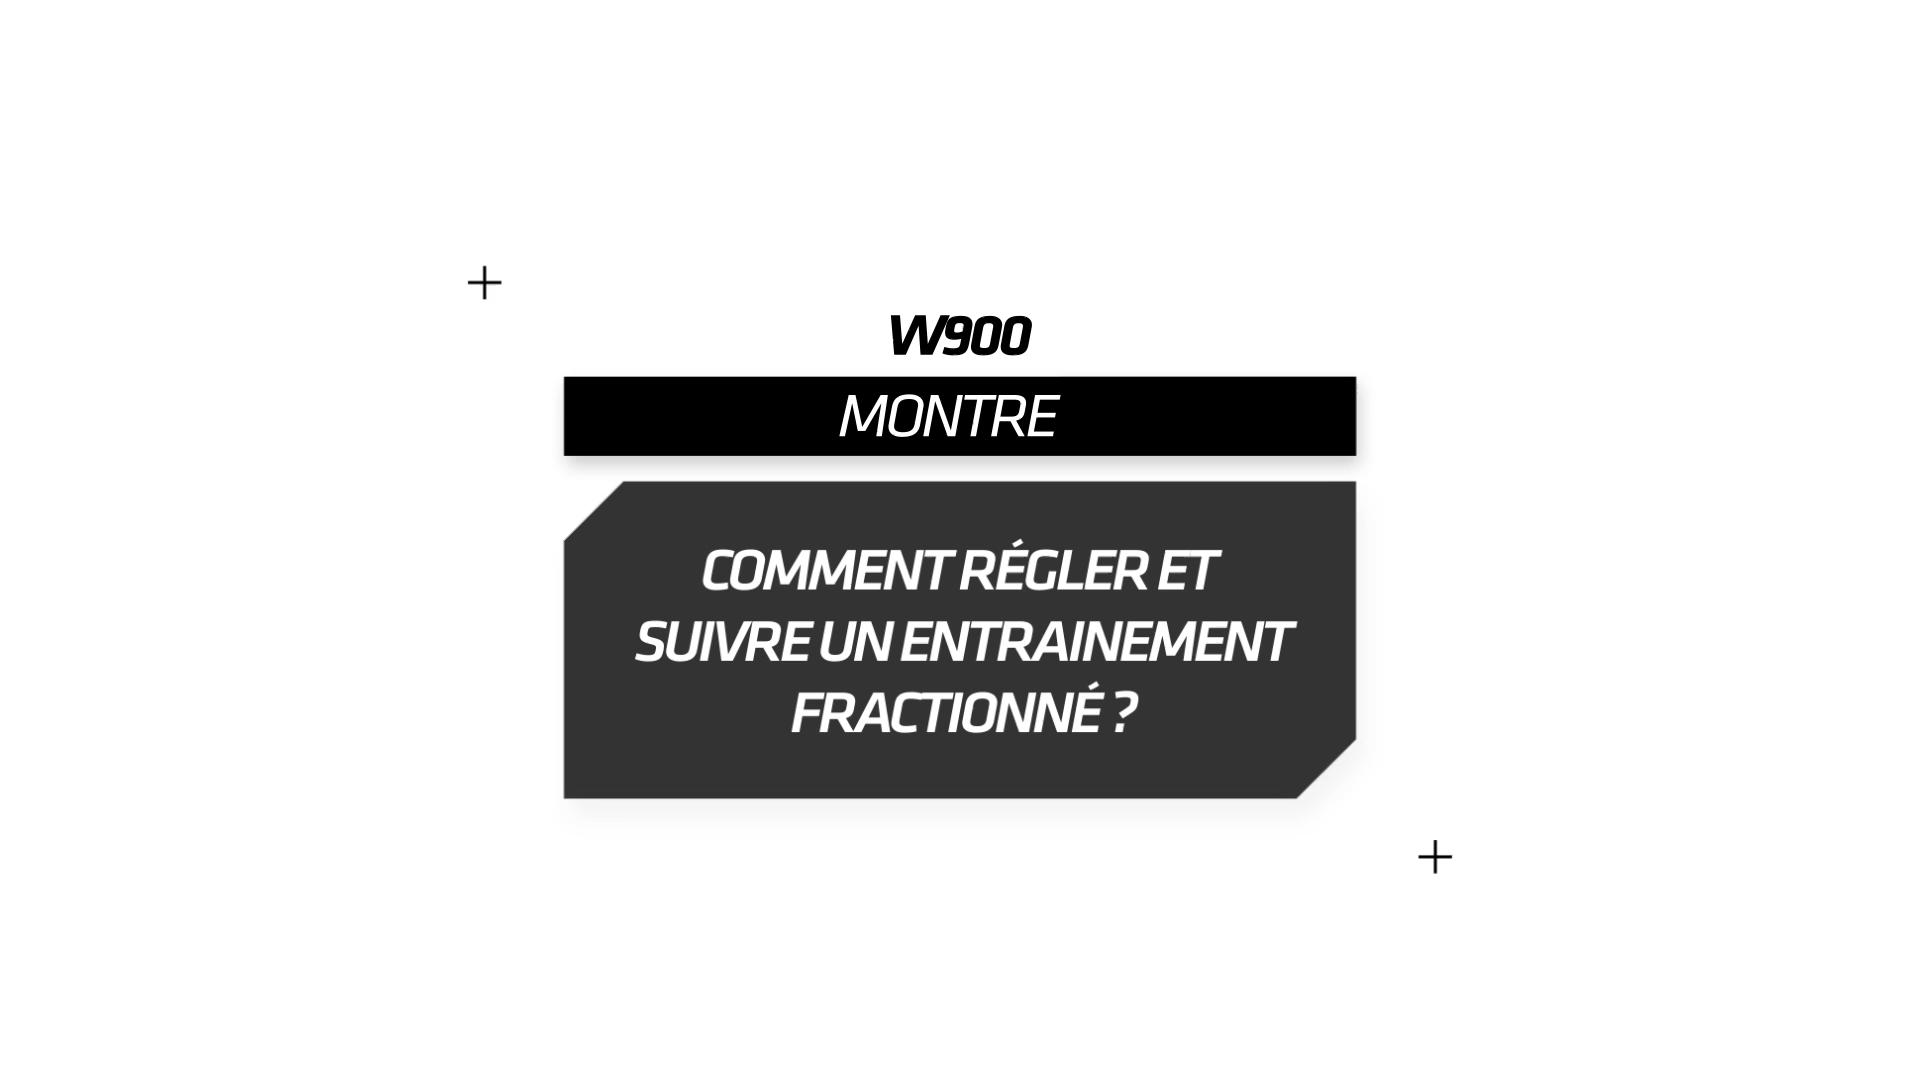 W900
MONTRE
COMMENT RÉGLER ET
SUIVRE UN ENTRAINEMENT
FRACTIONNÉ ?